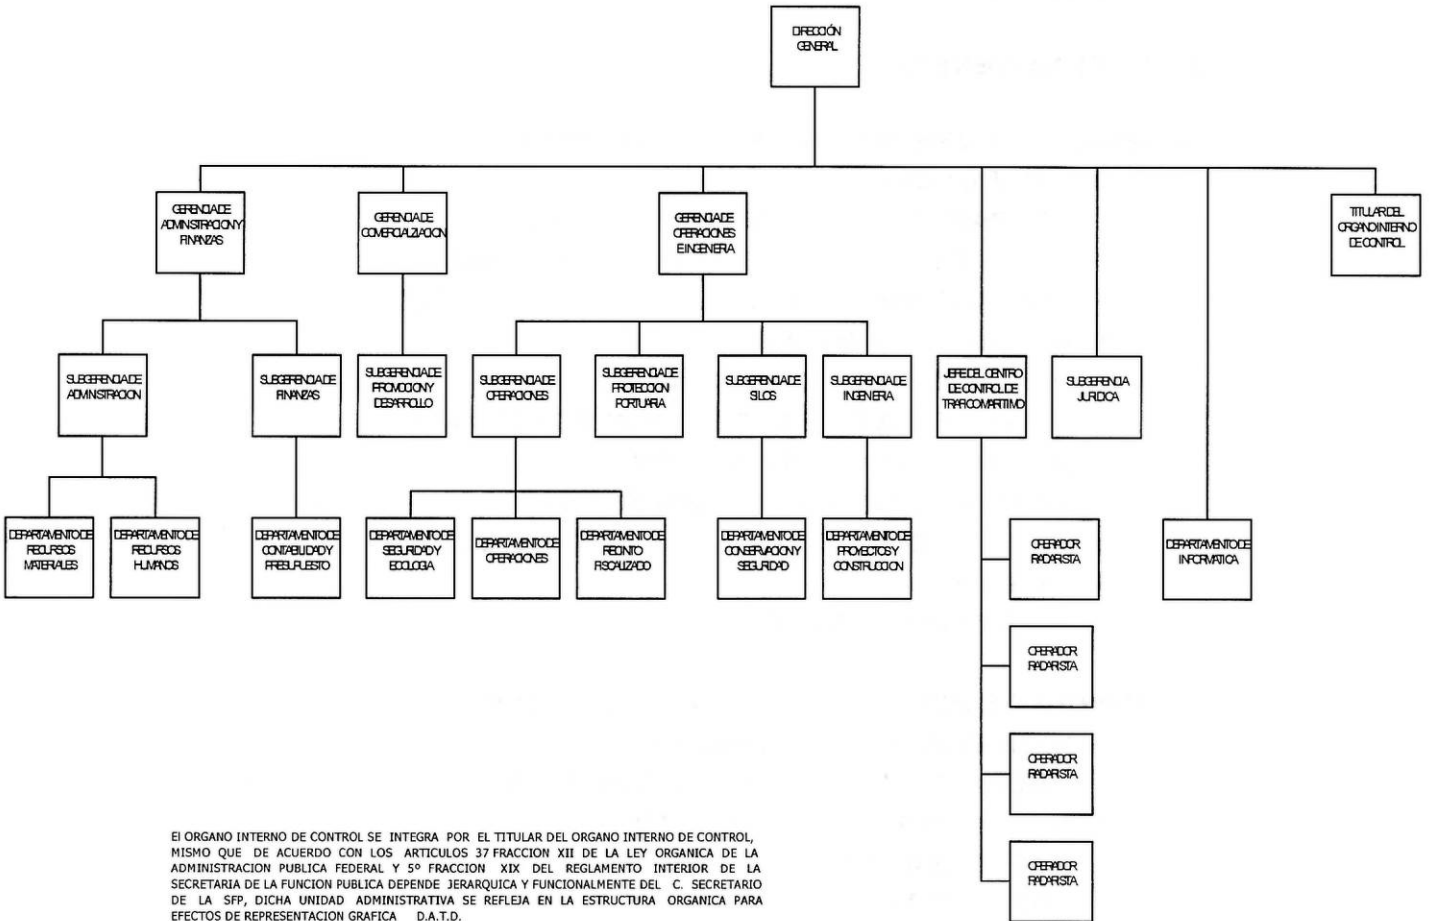 DIRECCIÓN
GENERAL
GERENCIA DE
ADMINSTRACION Y
FINANZAS
GERENCIA DE
COMERCIALZIACION
GERENCIA DE
OPERACIONES
E INGENIERIA
TITULAR DEL
ORGANO INTERNO
DE CONTROL
SUBGERENCIA DE
ADMINSTRACION
SUBGERENCIA DE
FINANZAS
SUBGERENCIA DE
PROMOCION Y
DESARROLLO
SUBGERENCIA DE
OPERACIONES
SUBGERENCIA DE
PROTECCION
PORTUARIA
SUBGERENCIA DE
SILOS
SUBGERENCIA DE
INGENIERIA
JEFE DEL CENTRO
DE CONTROL DE
TRAFICO MARITIMO
SUBGERENCIA
JURIDICA
DEPARTAMENTO DE
RECURSOS
MATERIALES
DEPARTAMENTO DE
RECURSOS
HUMANOS
DEPARTAMENTO DE
CONTABILIDAD Y
PRESUPUESTO
DEPARTAMENTO DE
SEGURIDAD Y
ECOLOGIA
DEPARTAMENTO DE
OPERACIONES
DEPARTAMENTO DE
RECINTO
FISCALIZADO
DEPARTAMENTO DE
CONSERVACION Y
SEGURIDAD
DEPARTAMENTO DE
PROYECTOS Y
CONSTRUCCION
OPERADOR
RADARISTA
DEPARTAMENTO DE
INFORMATICA
OPERADOR
RADARISTA
OPERADOR
RADARISTA
OPERADOR
RADARISTA
El ORGANO INTERNO DE CONTROL SE INTEGRA POR EL TITULAR DEL ORGANO INTERNO DE CONTROL,
MISMO QUE DE ACUERDO CON LOS ARTICULOS 37 FRACCION XII DE LA LEY ORGANICA DE LA
ADMINISTRACION PUBLICA FEDERAL Y 5º FRACCION XIX DEL REGLAMENTO INTERIOR DE LA
SECRETARIA DE LA FUNCION PUBLICA DEPENDE JERARQUICA Y FUNCIONALMENTE DEL C. SECRETARIO
DE LA SFP, DICHA UNIDAD ADMINISTRATIVA SE REFLEJA EN LA ESTRUCTURA ORGANICA PARA
EFECTOS DE REPRESENTACION GRAFICA D.A.T.D.